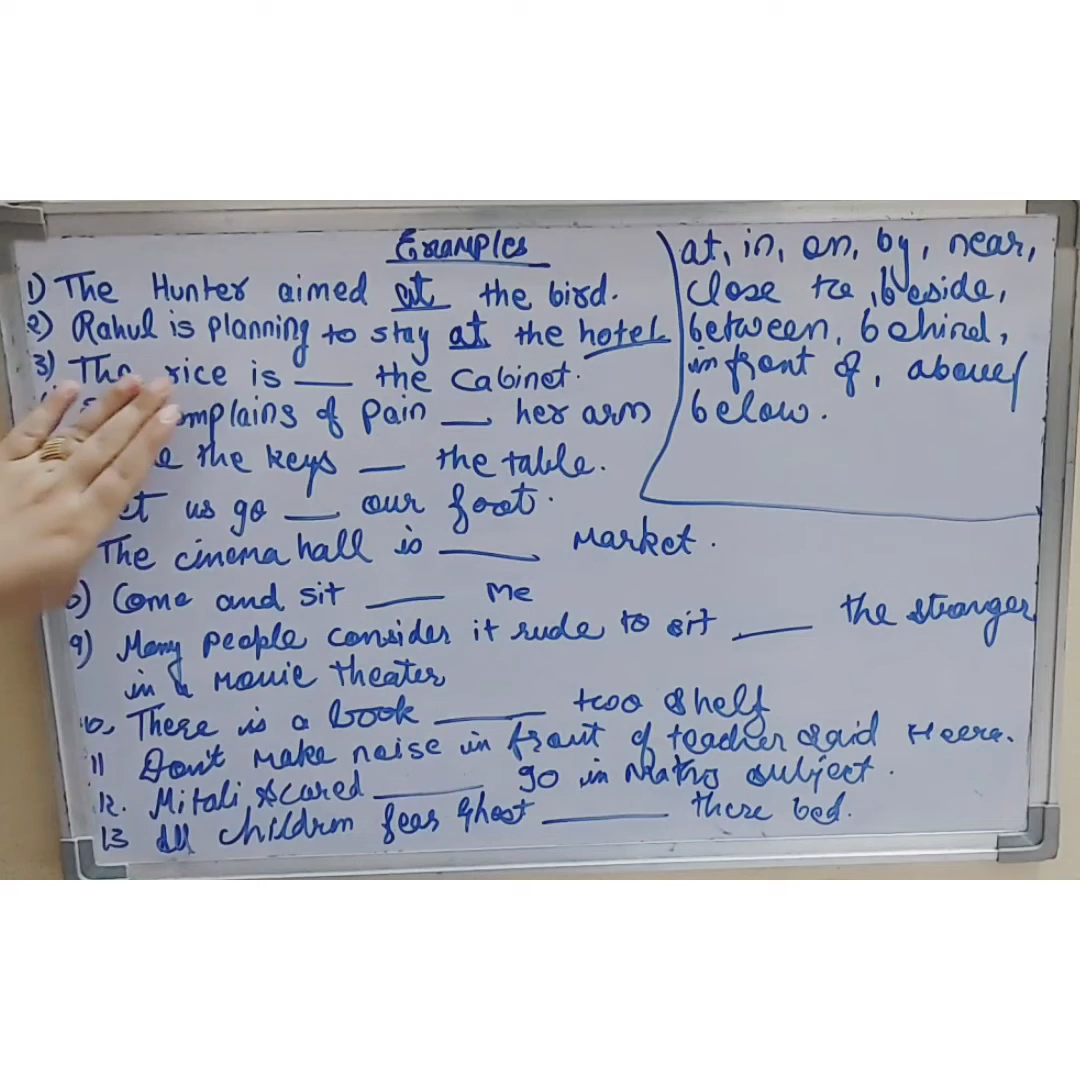 Examples
1) The Hunter aimed at the bird.
2) Rahul is planning to stay at the hotel
3) The rice is ___ the cabinet.
mplains of pain ___ her arm
the keys ___ the table.
us go ___ our foot.
The cinema hall is ___ market.
Come and sit ___ me
9) Many people consider it rude to sit ___ the stranger
in a movie theater
10, There is a book ___ two shelf
11 Don't make noise in front of teacher said Heera.
12. Mitali scared ___ 90 in Maths subject.
13 All children fear Ghost ___ there bed.
at, in, on, by, near,
close to, beside,
between, behind,
in front of, above/
below.